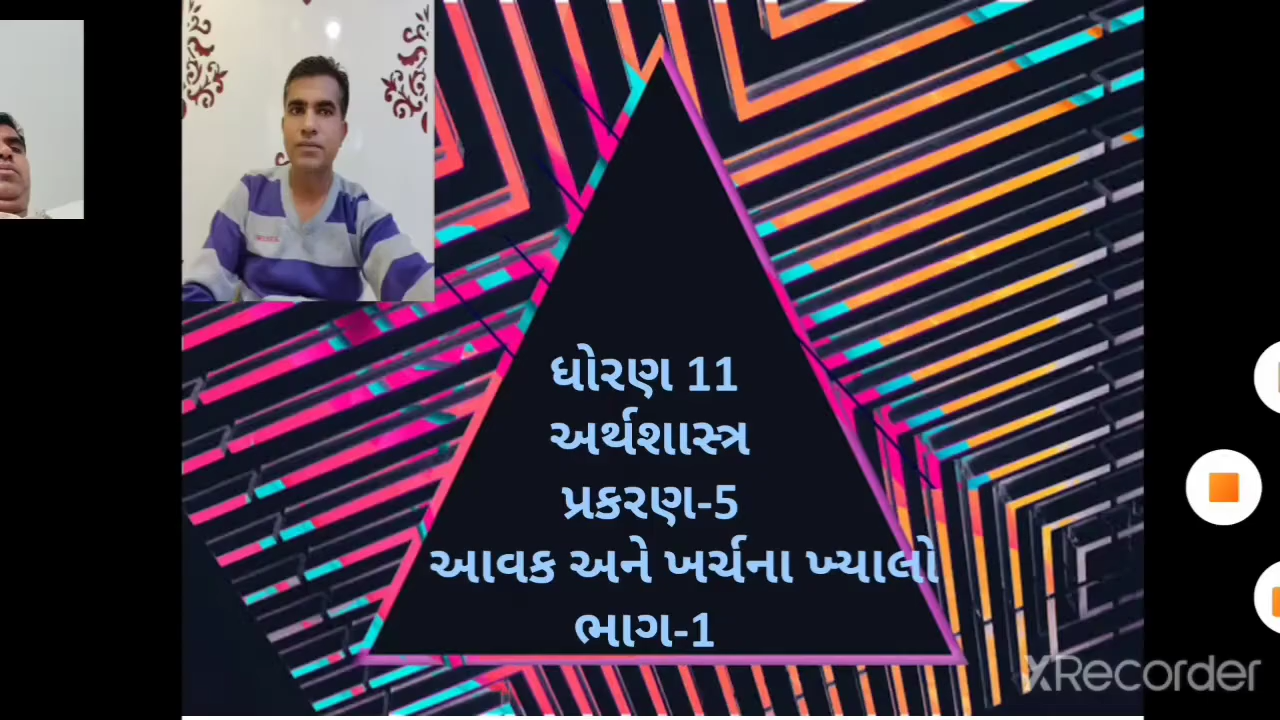 ધોરણ 11
અર્થશાસ્ત્ર
પ્રકરણ-5
આવક અને ખર્ચના ખ્યાલો
ભાગ-1
XRecorder